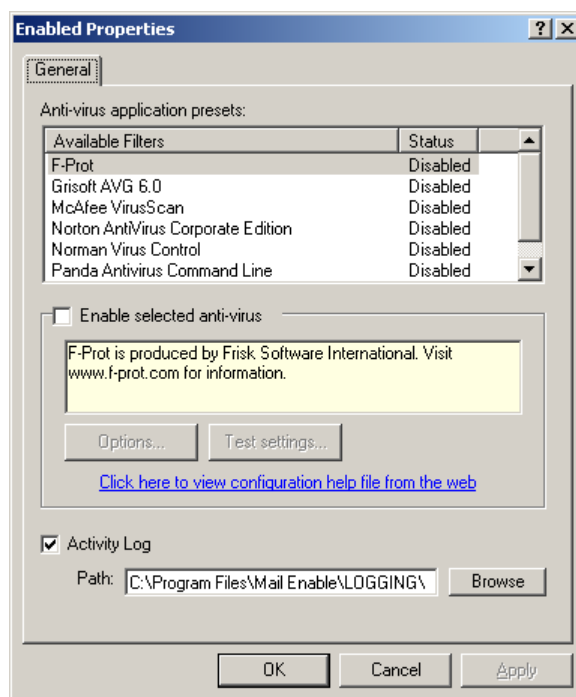 Enabled Properties
General
Anti-virus application presets:
Available Filters Status
F-Prot Disabled
Grisoft AVG 6.0 Disabled
McAfee VirusScan Disabled
Norton AntiVirus Corporate Edition Disabled
Norman Virus Control Disabled
Panda Antivirus Command Line Disabled
Enable selected anti-virus
F-Prot is produced by Frisk Software International. Visit
www.f-prot.com for information.
Options... Test settings...
Click here to view configuration help file from the web
Activity Log
Path: C:\Program Files\Mail Enable\LOGGING\ Browse
OK Cancel Apply